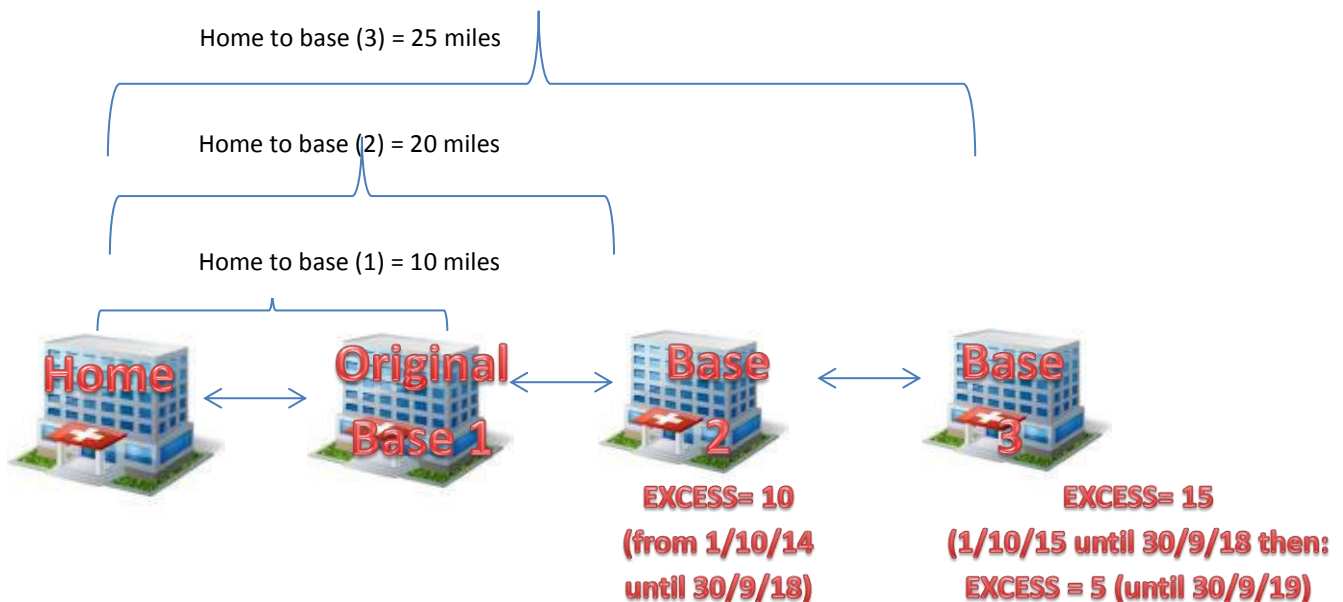 Home to base (3) = 25 miles
Home to base (2) = 20 miles
Home to base (1) = 10 miles
Home
Original
Base 1
Base
2
Base
3
EXCESS= 10
(from 1/10/14
until 30/9/18)
EXCESS= 15
(1/10/15 until 30/9/18 then:
EXCESS = 5 (until 30/9/19)